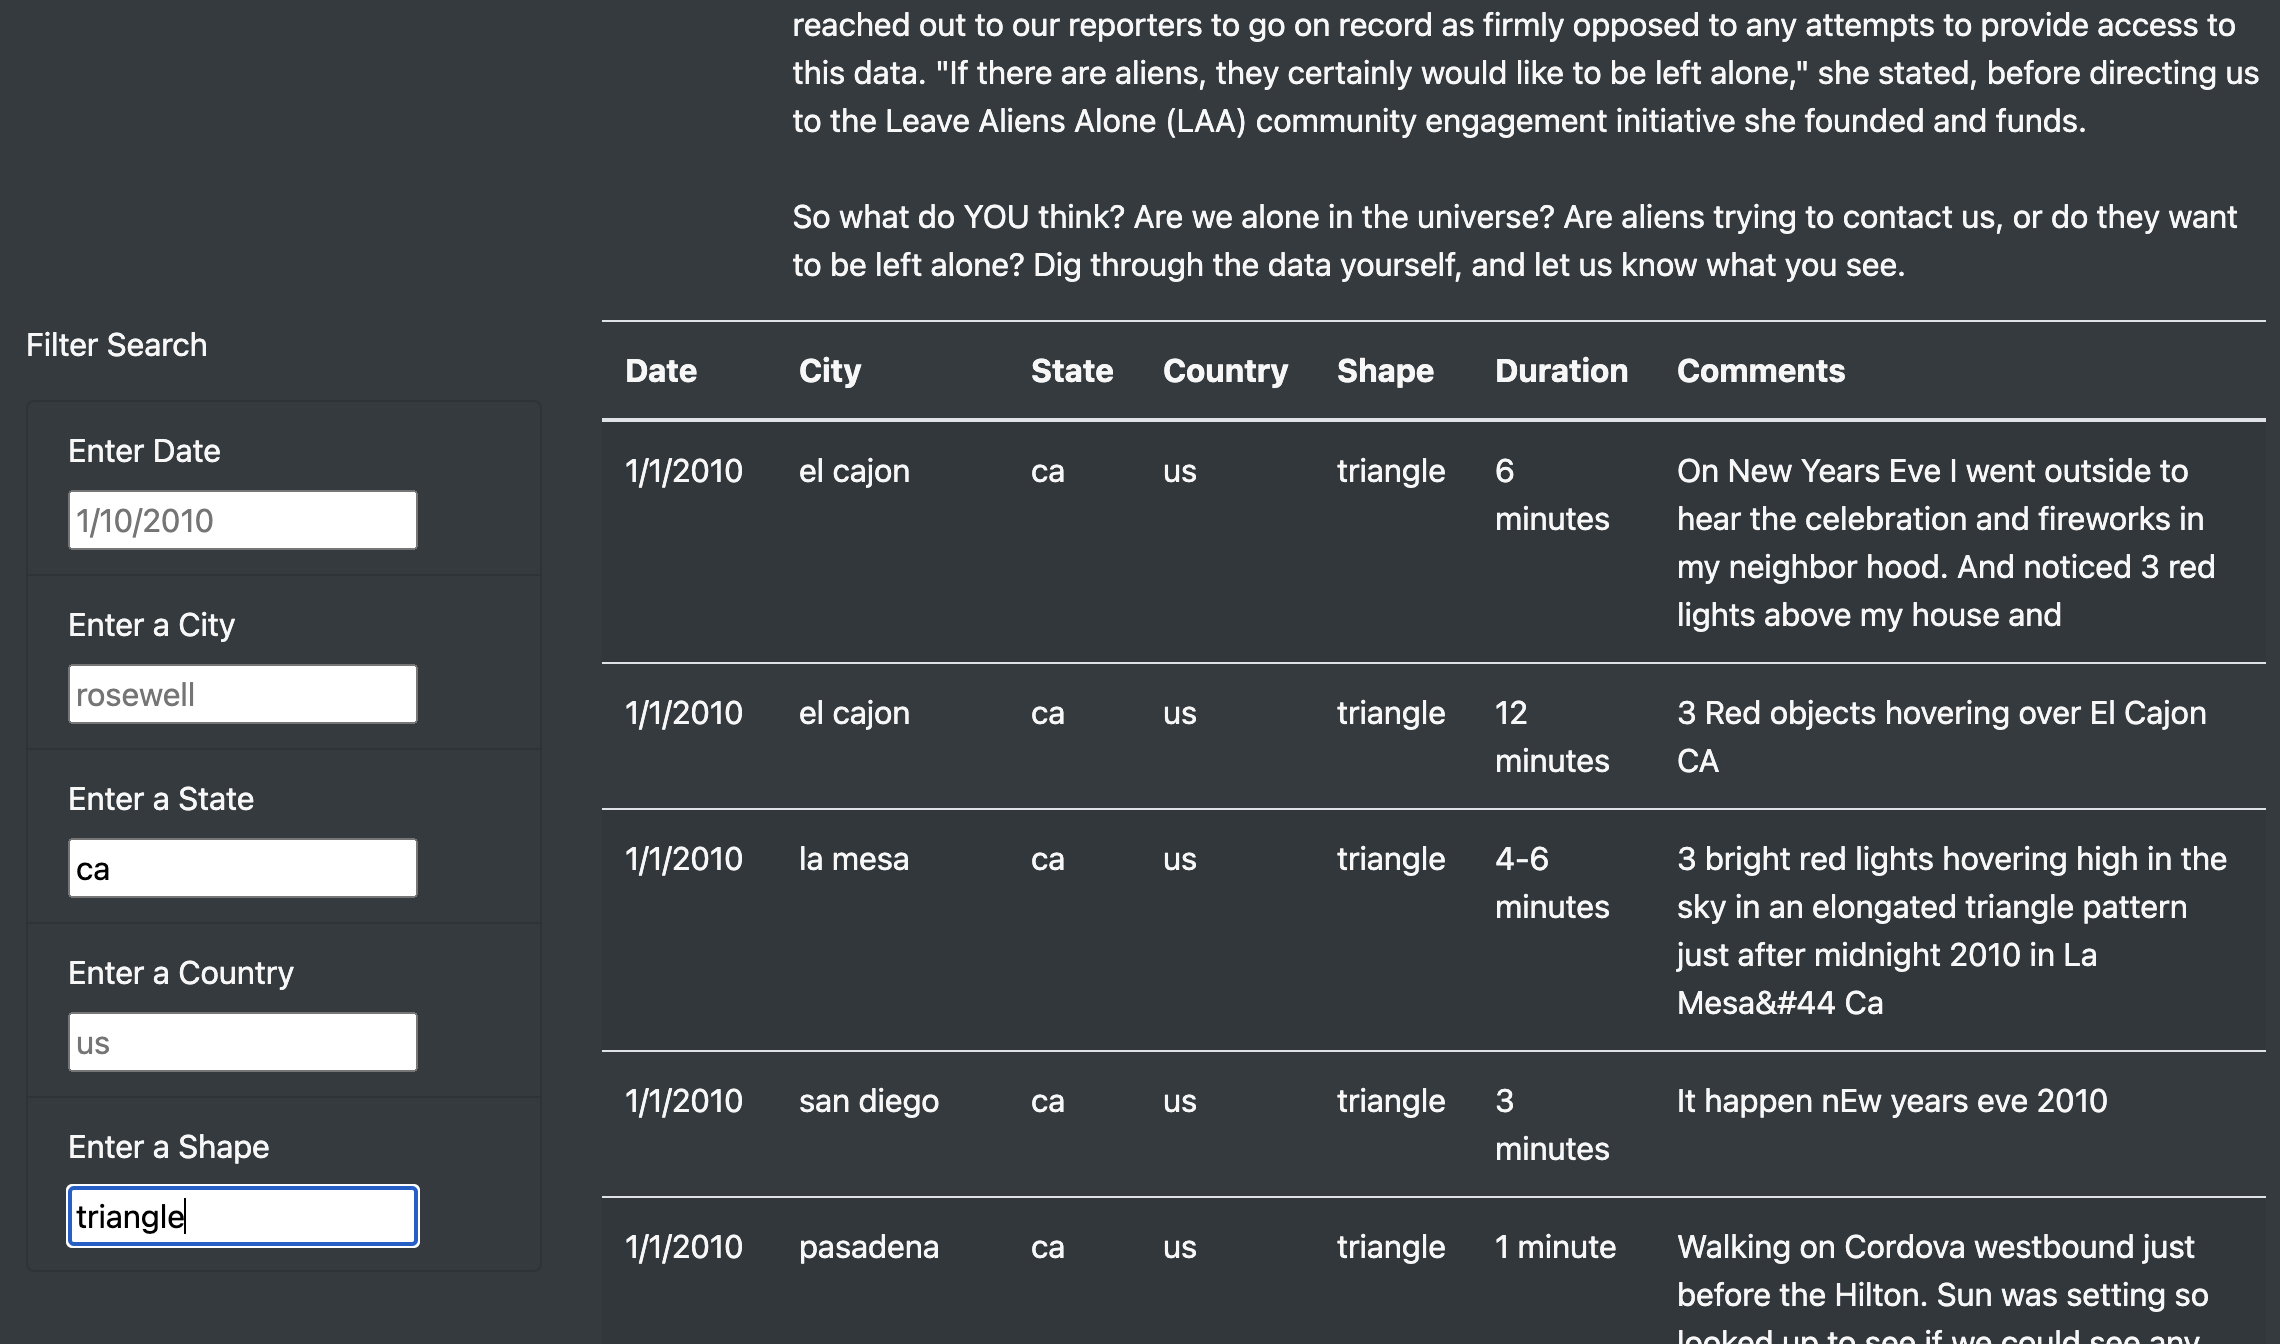 reached out to our reporters to go on record as firmly opposed to any attempts to provide access to
this data. "If there are aliens, they certainly would like to be left alone," she stated, before directing us
to the Leave Aliens Alone (LAA) community engagement initiative she founded and funds.
So what do YOU think? Are we alone in the universe? Are aliens trying to contact us, or do they want
to be left alone? Dig through the data yourself, and let us know what you see.
Filter Search
Enter Date
1/10/2010
Enter a City
rosewell
Enter a State
ca
Enter a Country
us
Enter a Shape
triangle
Date City State Country Shape Duration Comments
1/1/2010 el cajon ca us triangle 6 On New Years Eve I went outside to
minutes hear the celebration and fireworks in
my neighbor hood. And noticed 3 red
lights above my house and
1/1/2010 el cajon ca us triangle 12 3 Red objects hovering over El Cajon
minutes CA
1/1/2010 la mesa ca us triangle 4-6 3 bright red lights hovering high in the
minutes sky in an elongated triangle pattern
just after midnight 2010 in La
Mesa&#44 Ca
1/1/2010 san diego ca us triangle 3 It happen nEw years eve 2010
minutes
1/1/2010 pasadena ca us triangle 1 minute Walking on Cordova westbound just
before the Hilton. Sun was setting so
looked up to see if we could see any